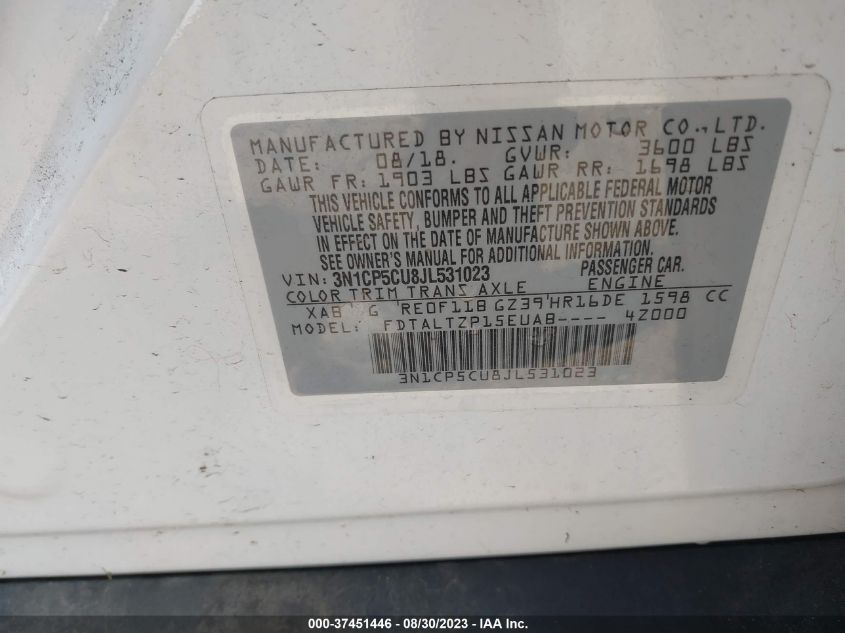 MANUFACTURED BY NISSAN MOTOR CO.,LTD.
DATE: 08/18. GVWR: 3600 LBS
GAWR FR: 1903 LBS GAWR RR: 1698 LBS
THIS VEHICLE CONFORMS TO ALL APPLICABLE FEDERAL MOTOR
VEHICLE SAFETY, BUMPER AND THEFT PREVENTION STANDARDS
IN EFFECT ON THE DATE OF MANUFACTURE SHOWN ABOVE.
SEE OWNER'S MANUAL FOR ADDITIONAL INFORMATION.
VIN: 3N1CP5CU8JL531023 PASSENGER CAR.
COLOR TRIM TRANS AXLE ENGINE
XAB G RE0F11B GZ39 HR16DE 1598 CC
MODEL: FDTALTZP15EUAB---- 4Z000
3N1CP5CU8JL531023
000-37451446 - 08/30/2023 - IAA Inc.